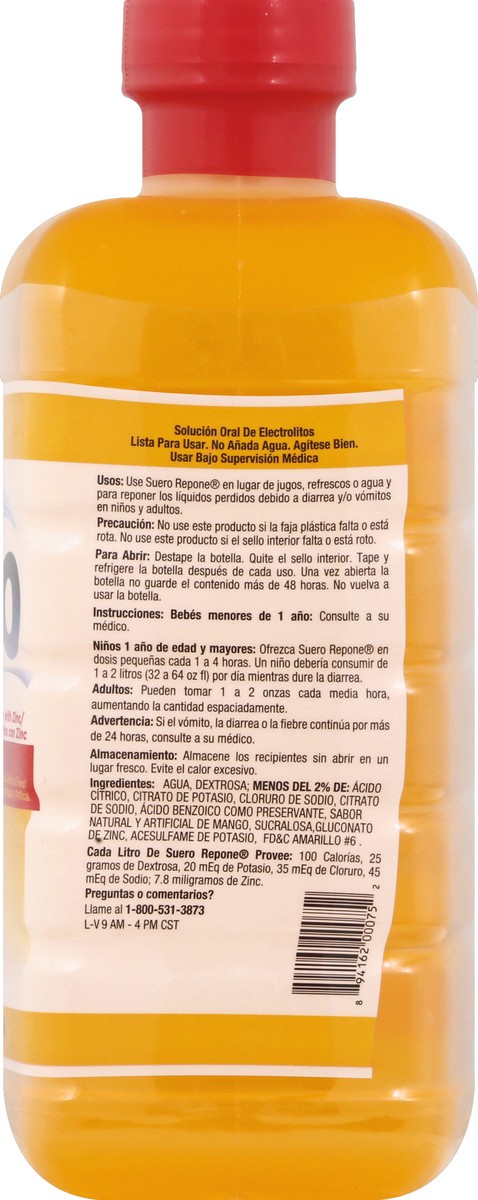 Solución Oral De Electrolitos
Lista Para Usar. No Añada Agua. Agítese Bien.
Usar Bajo Supervisión Médica
Usos: Use Suero Repone® en lugar de jugos, refrescos o agua y
para reponer los líquidos perdidos debido a diarrea y/o vómitos
en niños y adultos.
Precaución: No use este producto si la faja plástica falta o está
rota. No use este producto si el sello interior falta o está roto.
Para Abrir: Destape la botella. Quite el sello interior. Tape y
refrigere la botella después de cada uso. Una vez abierta la
botella no guarde el contenido más de 48 horas. No vuelva a
usar la botella.
Instrucciones: Bebés menores de 1 año: Consulte a su
médico.
Niños 1 año de edad y mayores: Ofrezca Suero Repone® en
dosis pequeñas cada 1 a 4 horas. Un niño debería consumir de
1 a 2 litros (32 a 64 oz fl) por día mientras dure la diarrea.
Adultos: Pueden tomar 1 a 2 onzas cada media hora,
aumentando la cantidad espaciadamente.
Advertencia: Si el vómito, la diarrea o la fiebre continúa por más
de 24 horas, consulte a su médico.
Almacenamiento: Almacene los recipientes sin abrir en un
lugar fresco. Evite el calor excesivo.
Ingredientes: AGUA, DEXTROSA; MENOS DEL 2% DE: ÁCIDO
CÍTRICO, CITRATO DE POTASIO, CLORURO DE SODIO, CITRATO
DE SODIO, ÁCIDO BENZOICO COMO PRESERVANTE, SABOR
NATURAL Y ARTIFICIAL DE MANGO, SUCRALOSA,GLUCONATO
DE ZINC, ACESULFAME DE POTASIO, FD&C AMARILLO #6 .
Cada Litro De Suero Repone® Provee: 100 Calorías, 25
gramos de Dextrosa, 20 mEq de Potasio, 35 mEq de Cloruro, 45
mEq de Sodio; 7.8 miligramos de Zinc.
Preguntas o comentarios?
Llame al 1-800-531-3873
L-V 9 AM - 4 PM CST
8 94162 00075 2
o
with Zinc/
con Zinc